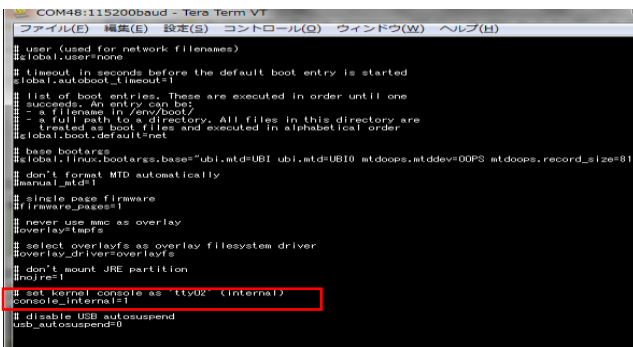 COM48:115200baud - Tera Term VT
ファイル(F) 編集(E) 設定(S) コントロール(O) ウィンドウ(W) ヘルプ(H)
# user (used for network filenames)
#global.user=none
# timeout in seconds before the default boot entry is started
global.autoboot_timeout=1
# list of boot entries. These are executed in order until one
# succeeds. An entry can be:
# - a filename in /env/boot/
# - a full path to a directory. All files in this directory are
#   treated as boot files and executed in alphabetical order
#global.boot.default=net
# base bootargs
#global.linux.bootargs.base="ubi.mtd=UBI ubi.mtd=UBI0 mtdoops.mtddev=OOPS mtdoops.record_size=81
# don't format MTD automatically
#manual_mtd=1
# single page firmware
#firmware_pages=1
# never use mmc as overlay
#overlay=tmpfs
# select overlayfs as overlay filesystem driver
#overlay_driver=overlayfs
# don't mount JRE partition
#nojre=1
# set kernel console as 'ttyO2' (internal)
console_internal=1
# disable USB autosuspend
usb_autosuspend=0